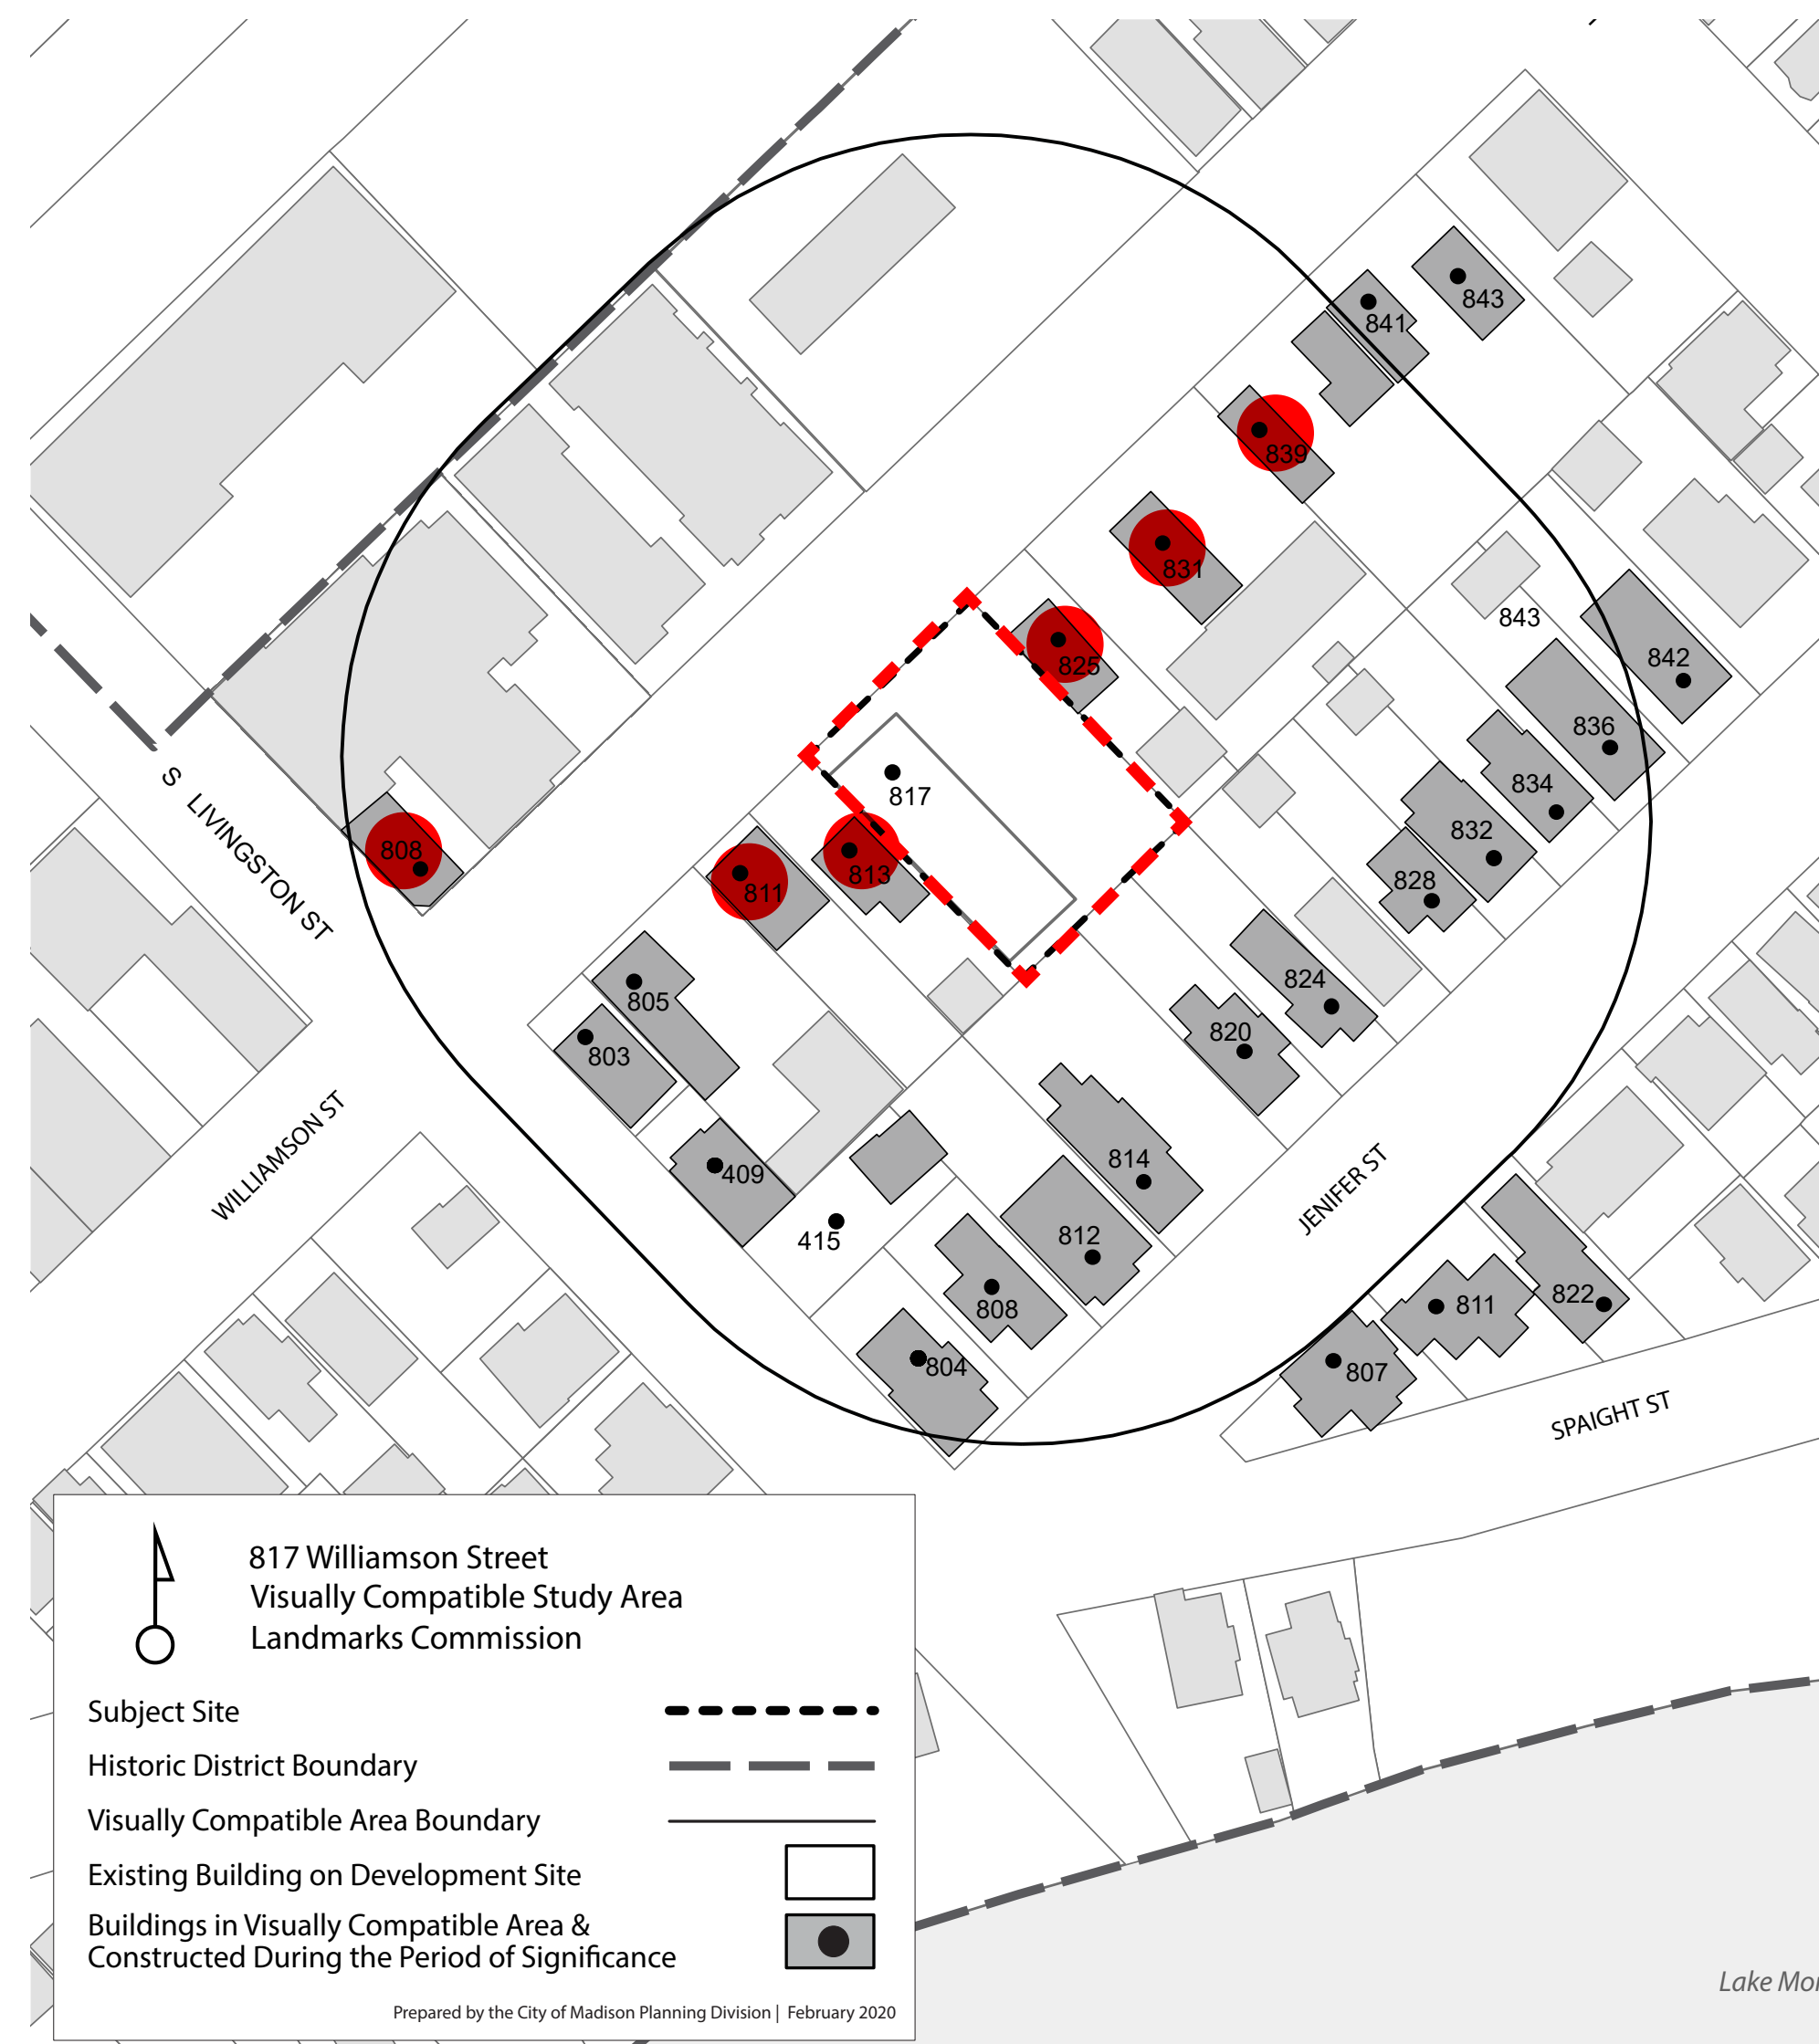 843
841
839
831
843
825
842
836
834
817
832
808
813
811
828
S LIVINGSTON ST
824
805
820
803
WILLIAMSON ST
814
409
JENIFER ST
415
812
808
822
811
804
807
SPAIGHT ST
817 Williamson Street
Visually Compatible Study Area
Landmarks Commission
Subject Site
Historic District Boundary
Visually Compatible Area Boundary
Existing Building on Development Site
Buildings in Visually Compatible Area &
Constructed During the Period of Significance
Prepared by the City of Madison Planning Division | February 2020
Lake Mo